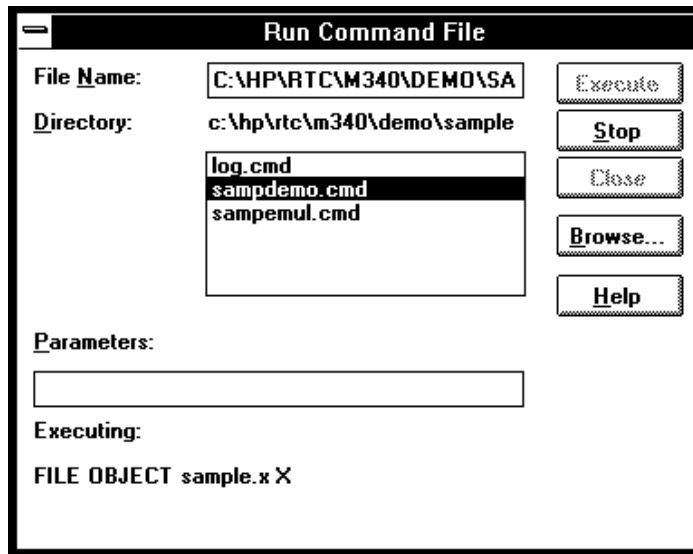 Run Command File
File Name:
C:\HP\RTC\M340\DEMO\SA
Execute
Directory:
c:\hp\rtc\m340\demo\sample
Stop
log.cmd
Close
sampdemo.cmd
sampemul.cmd
Browse...
Help
Parameters:
Executing:
FILE OBJECT sample.x X